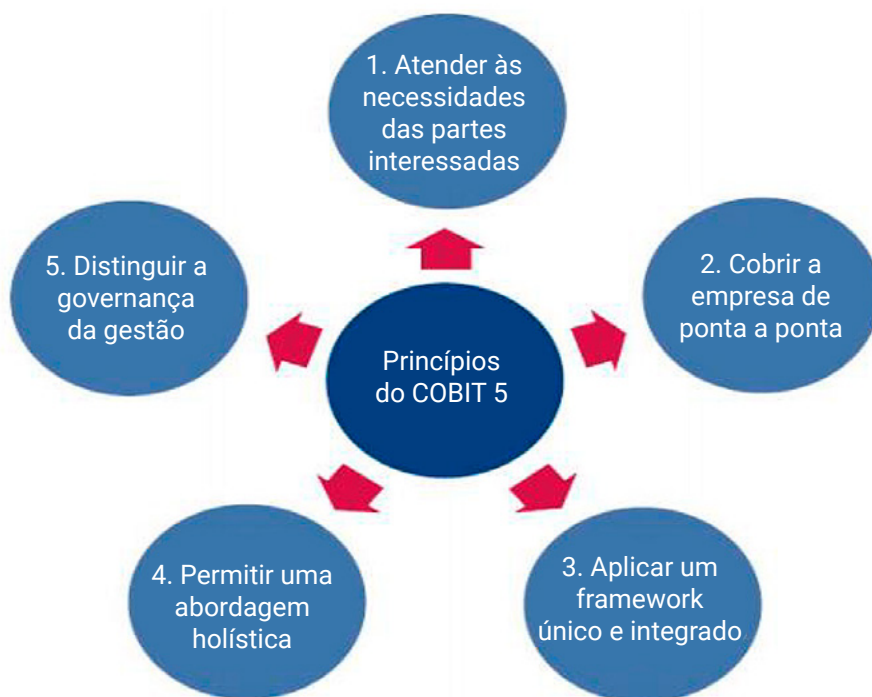 1. Atender às
necessidades
das partes
interessadas
5. Distinguir a
governança
da gestão
2. Cobrir a
empresa de
ponta a ponta
Princípios
do COBIT 5
4. Permitir uma
abordagem
holística
3. Aplicar um
framework
único e integrado